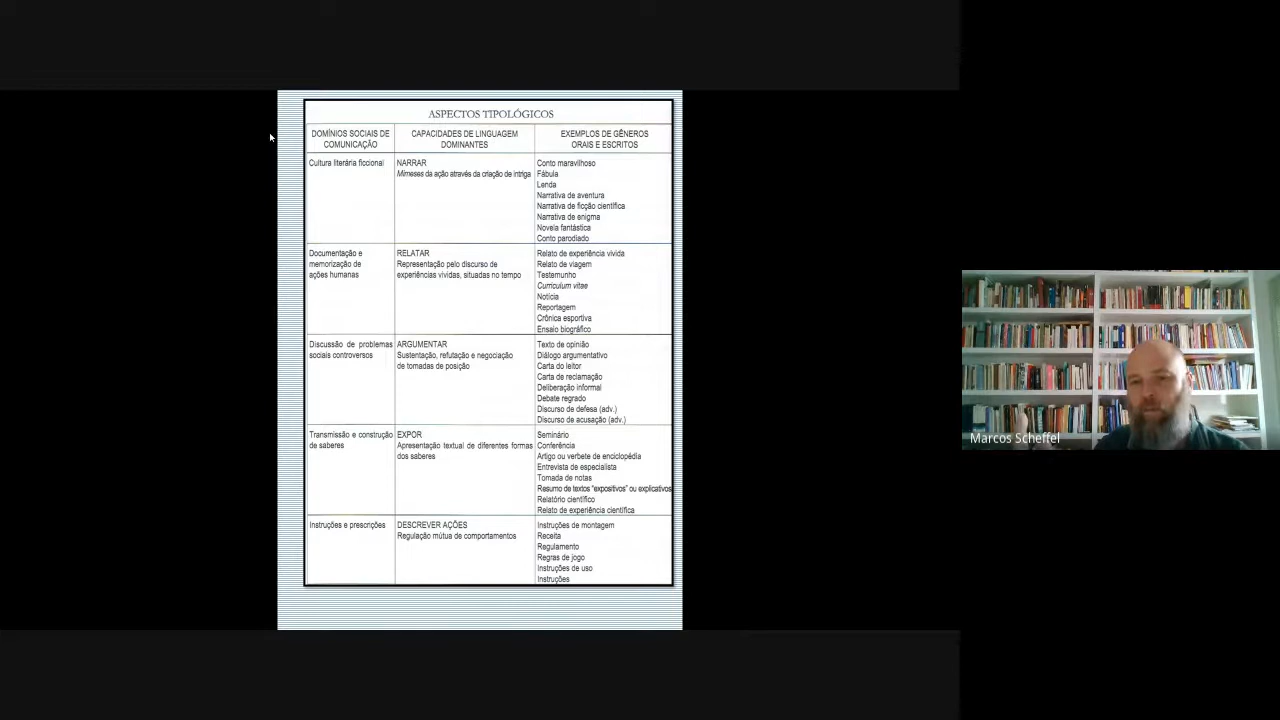 ASPECTOS TIPOLÓGICOS
DOMÍNIOS SOCIAIS DE
COMUNICAÇÃO
CAPACIDADES DE LINGUAGEM
DOMINANTES
EXEMPLOS DE GÊNEROS
ORAIS E ESCRITOS
Cultura literária ficcional
NARRAR
Mimeses da ação através da criação de intriga
Conto maravilhoso
Fábula
Lenda
Narrativa de aventura
Narrativa de ficção científica
Narrativa de enigma
Novela fantástica
Conto parodiado
Documentação e
memorização de
ações humanas
RELATAR
Representação pelo discurso de
experiências vividas, situadas no tempo
Relato de experiência vivida
Relato de viagem
Testemunho
Curriculum vitae
Notícia
Reportagem
Crônica esportiva
Ensaio biográfico
Discussão de problemas
sociais controversos
ARGUMENTAR
Sustentação, refutação e negociação
de tomadas de posição
Texto de opinião
Diálogo argumentativo
Carta do leitor
Carta de reclamação
Deliberação informal
Debate regrado
Discurso de defesa (adv.)
Discurso de acusação (adv.)
Transmissão e construção
de saberes
EXPOR
Apresentação textual de diferentes formas
dos saberes
Seminário
Conferência
Artigo ou verbete de enciclopédia
Entrevista de especialista
Tomada de notas
Resumo de textos "expositivos" ou explicativos
Relatório científico
Relato de experiência científica
Instruções e prescrições
DESCREVER AÇÕES
Regulação mútua de comportamentos
Instruções de montagem
Receita
Regulamento
Regras de jogo
Instruções de uso
Instruções
Marcos Scheffel